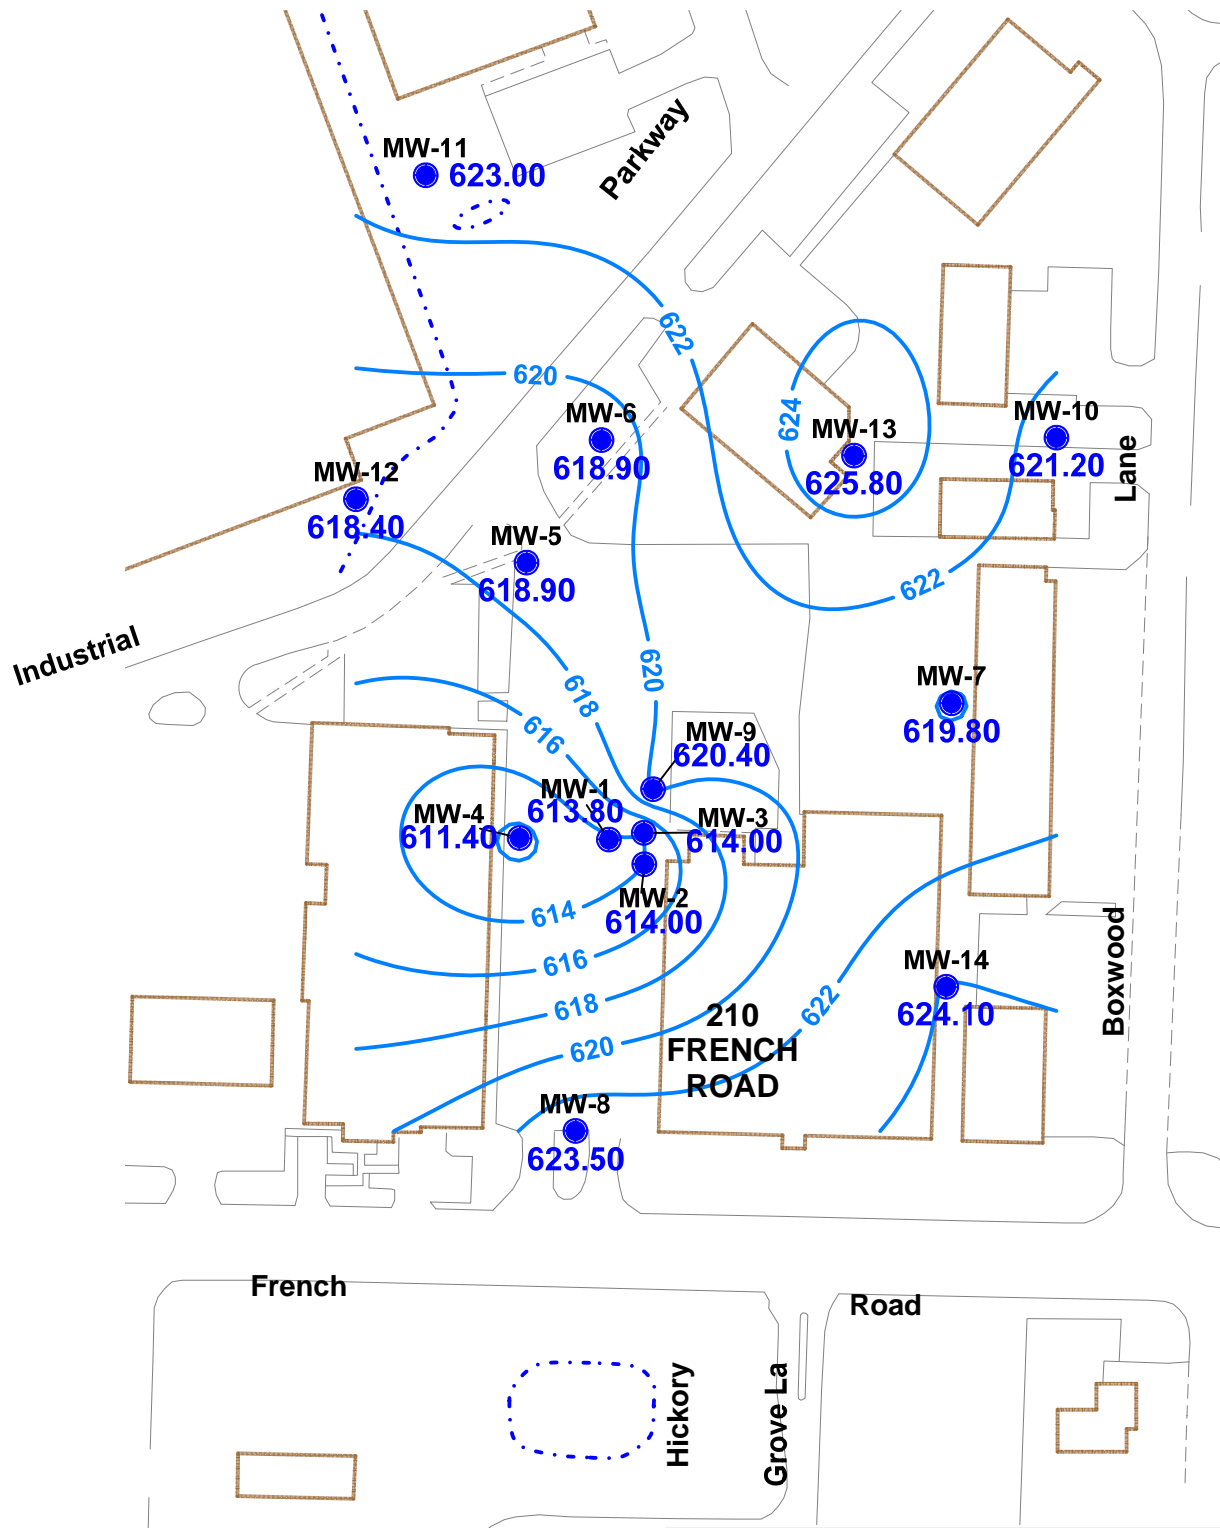 MW-11
623.00
Parkway
622
620
MW-6
618.90
624
MW-13
625.80
MW-10
621.20
Lane
MW-12
618.40
MW-5
618.90
622
Industrial
620
618
616
MW-7
619.80
MW-9
620.40
MW-1
613.80
MW-4
611.40
MW-3
614.00
MW-2
614.00
614
616
618
620
622
MW-14
624.10
Boxwood
210
FRENCH
ROAD
MW-8
623.50
French
Road
Hickory
Grove La